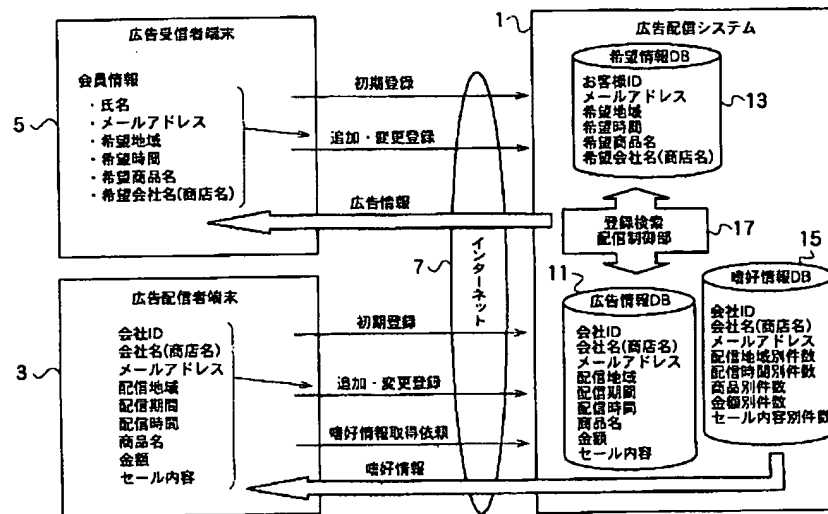 広告受信者端末
会員情報
・氏名
・メールアドレス
・希望地域
・希望時間
・希望商品名
・希望会社名(商店名)
5
初期登録
追加・変更登録
広告情報
7
インターネット
1
広告配信システム
希望情報DB
お客様ID
メールアドレス
希望地域
希望時間
希望商品名
希望会社名(商店名)
13
登録検索
配信制御部
17
広告配信者端末
会社ID
会社名(商店名)
メールアドレス
配信地域
配信期間
配信時間
商品名
金額
セール内容
3
初期登録
追加・変更登録
嗜好情報取得依頼
嗜好情報
11
広告情報DB
会社ID
会社名(商店名)
メールアドレス
配信地域
配信期間
配信時間
商品名
金額
セール内容
15
嗜好情報DB
会社ID
会社名(商店名)
メールアドレス
配信地域別件数
配信時間別件数
商品別件数
金額別件数
セール内容別件数